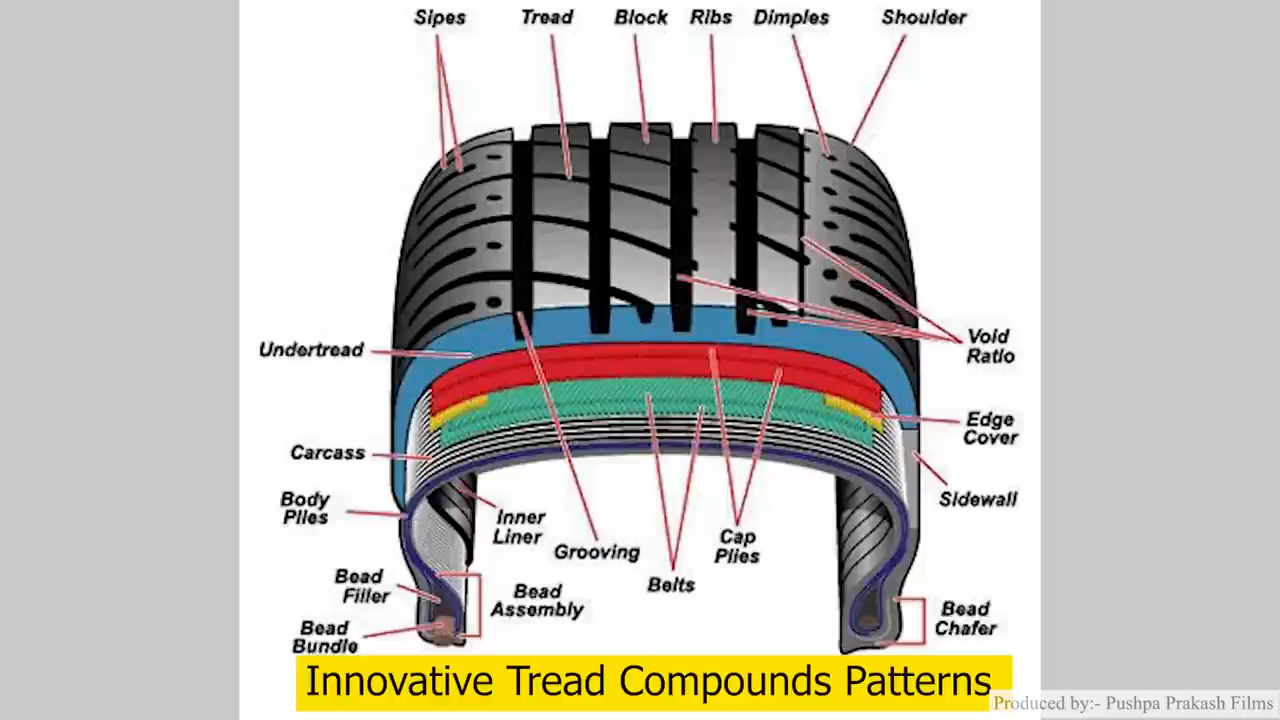 Sipes
Tread
Block
Ribs
Dimples
Shoulder
Void
Ratio
Undertread
Edge
Cover
Carcass
Sidewall
Body
Plies
Inner
Liner
Grooving
Cap
Plies
Belts
Bead
Filler
Bead
Assembly
Bead
Chafer
Bead
Bundle
Innovative Tread Compounds Patterns
Produced by:- Pushpa Prakash Films